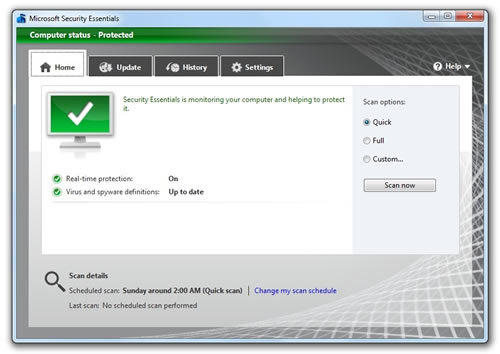 Microsoft Security Essentials
Computer status - Protected
Home
Update
History
Settings
Help
Security Essentials is monitoring your computer and helping to protect
it.
Real-time protection: On
Virus and spyware definitions: Up to date
Scan options:
Quick
Full
Custom...
Scan now
Scan details
Scheduled scan: Sunday around 2:00 AM (Quick scan) | Change my scan schedule
Last scan: No scheduled scan performed